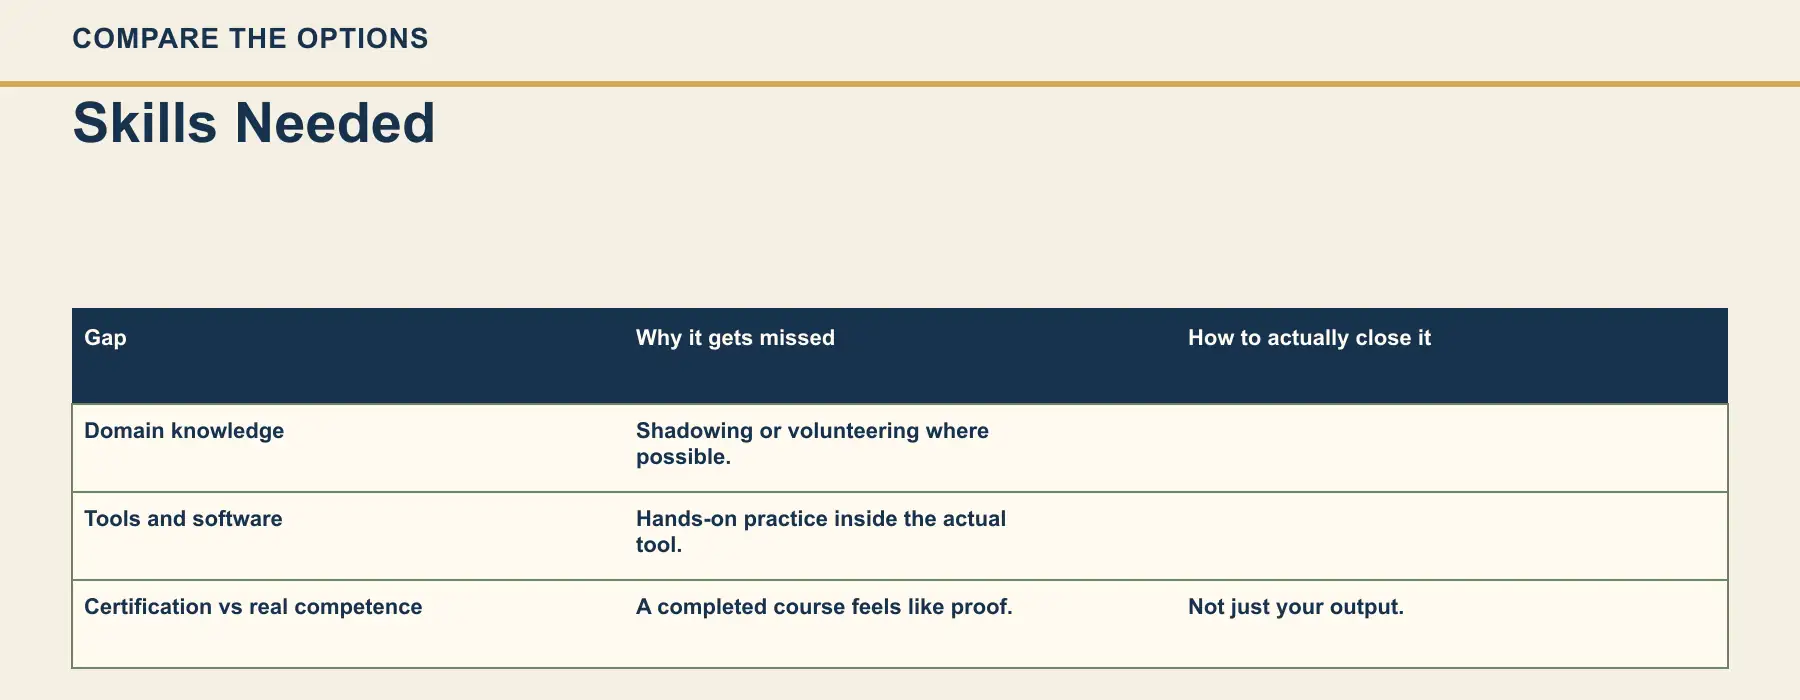 COMPARE THE OPTIONS
Skills Needed
Gap
Why it gets missed
How to actually close it
Domain knowledge
Shadowing or volunteering where
possible.
Tools and software
Hands-on practice inside the actual
tool.
Certification vs real competence
A completed course feels like proof.
Not just your output.